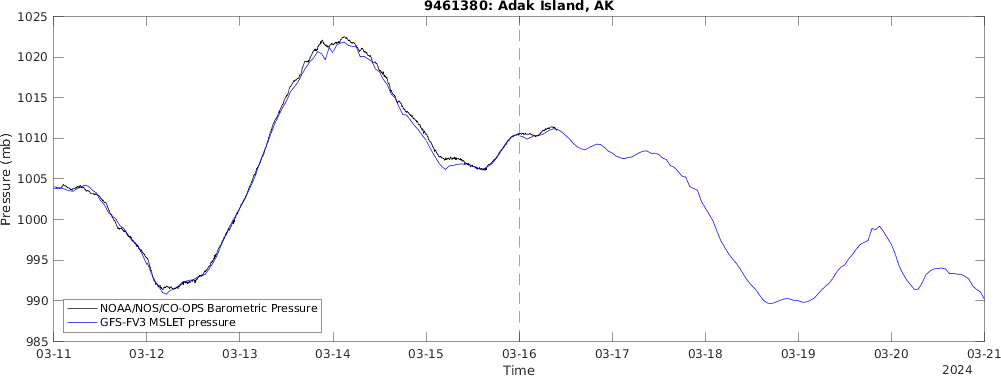 9461380: Adak Island, AK
1025
1020
1015
1010
1005
1000
995
990
985
Pressure (mb)
NOAA/NOS/CO-OPS Barometric Pressure
GFS-FV3 MSLET pressure
03-11 03-12 03-13 03-14 03-15 03-16 03-17 03-18 03-19 03-20 03-21
Time
2024